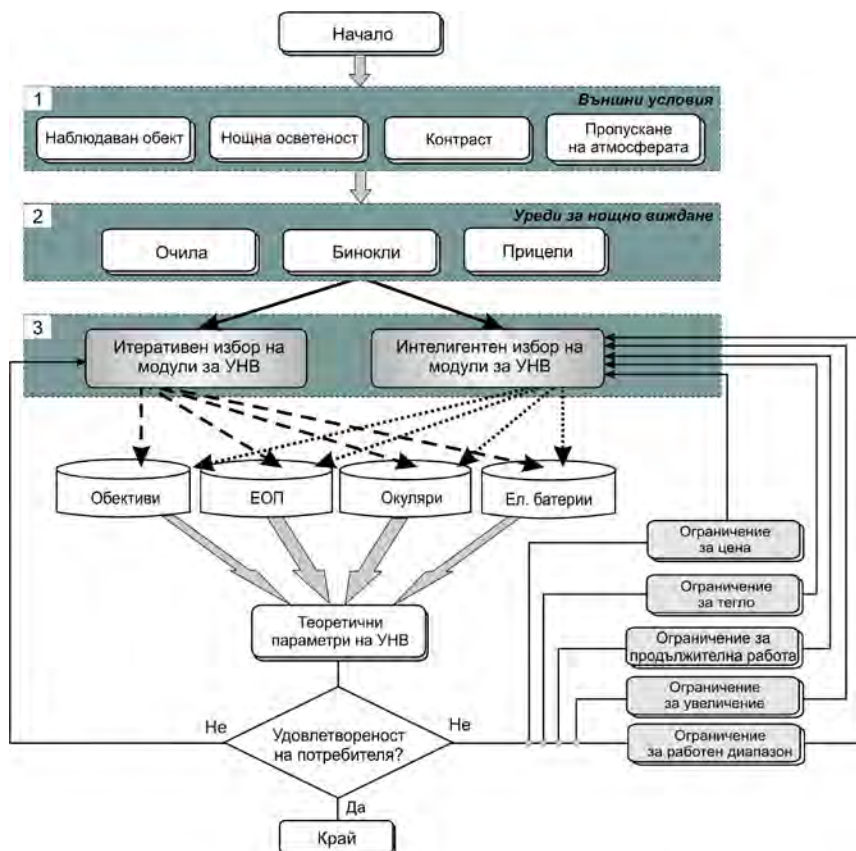 Начало
1
Външни условия
Наблюдаван обект
Нощна осветеност
Контраст
Пропускане
на атмосферата
2
Уреди за нощно виждане
Очила
Бинокли
Прицели
3
Итеративен избор на
модули за УНВ
Интелигентен избор на
модули за УНВ
Обективи
ЕОП
Окуляри
Ел. батерии
Ограничение
за цена
Ограничение
за тегло
Теоретични
параметри на УНВ
Ограничение за
продължителна работа
Ограничение
за увеличение
Не
Удовлетвореност
на потребителя?
Не
Ограничение
за работен диапазон
Да
Край